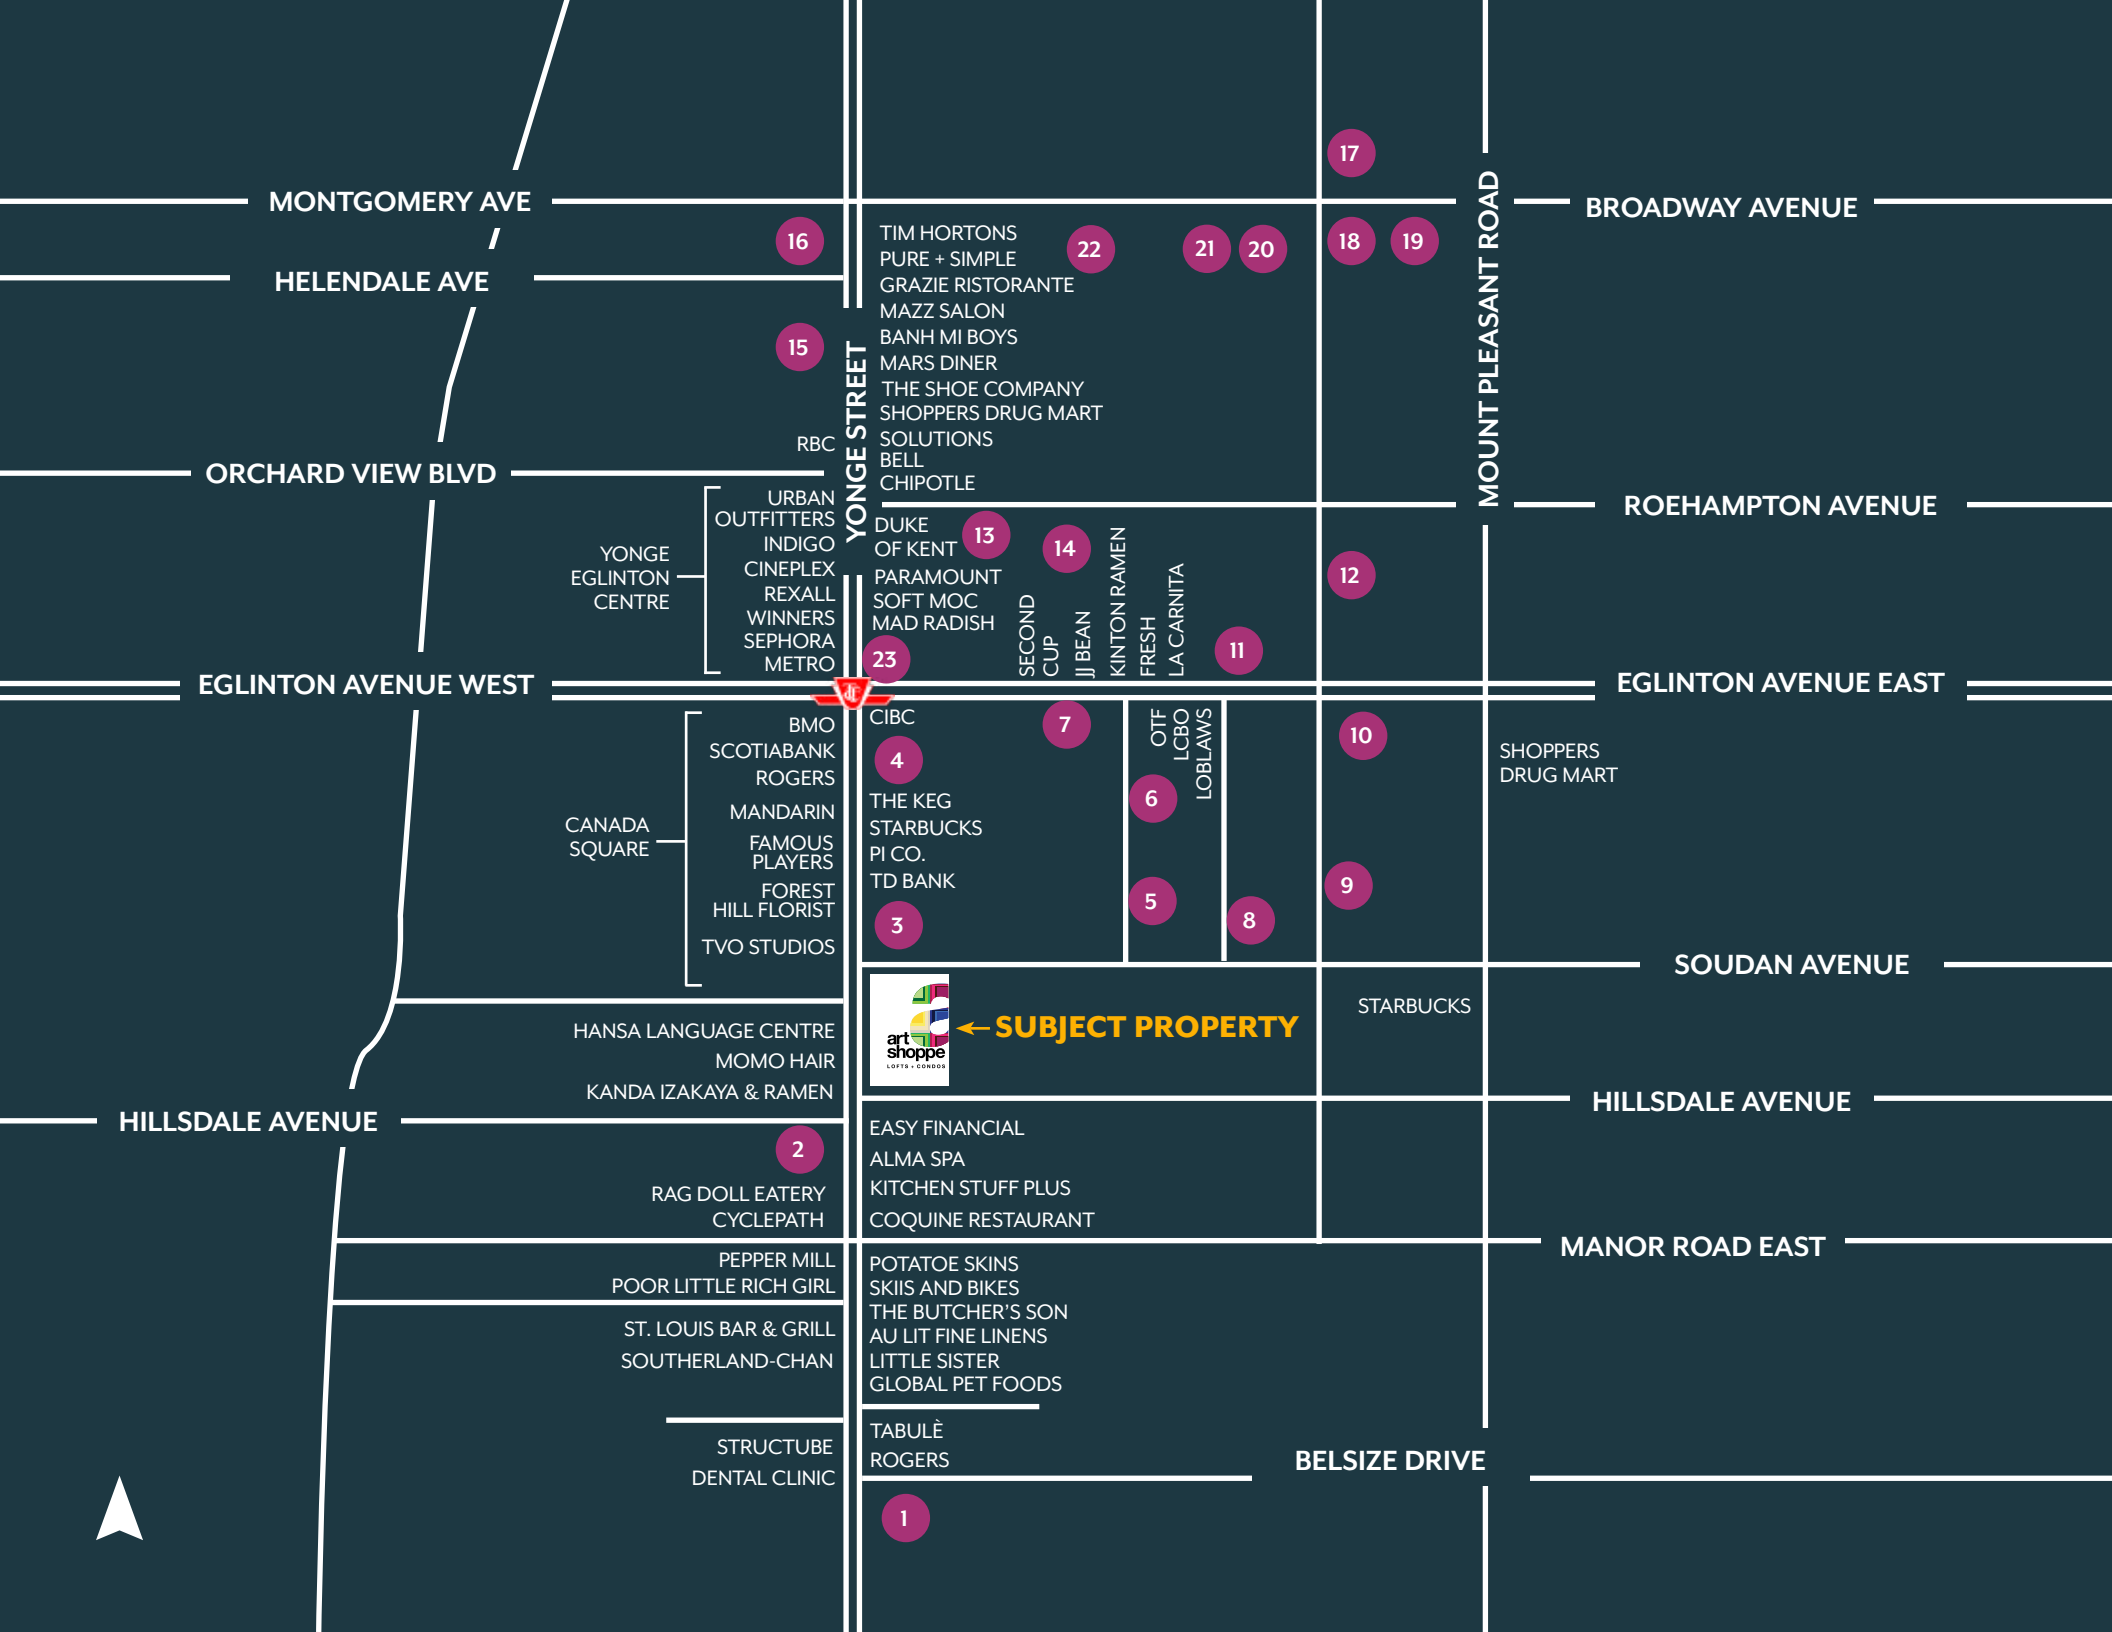 17
MONTGOMERY AVE
BROADWAY AVENUE
MOUNT PLEASANT ROAD
16
TIM HORTONS
22
21
20
18
19
PURE + SIMPLE
HELENDALE AVE
GRAZIE RISTORANTE
MAZZ SALON
15
BANH MI BOYS
MARS DINER
YONGE STREET
THE SHOE COMPANY
SHOPPERS DRUG MART
RBC
SOLUTIONS
BELL
ORCHARD VIEW BLVD
CHIPOTLE
ROEHAMPTON AVENUE
YONGE
EGLINTON
CENTRE
URBAN
OUTFITTERS
INDIGO
CINEPLEX
REXALL
WINNERS
SEPHORA
METRO
DUKE
OF KENT
13
14
PARAMOUNT
SOFT MOC
MAD RADISH
23
SECOND
CUP
JJ BEAN
KINTON RAMEN
FRESH
LA CARNITA
11
12
EGLINTON AVENUE WEST
EGLINTON AVENUE EAST
CANADA
SQUARE
BMO
SCOTIABANK
ROGERS
MANDARIN
FAMOUS
PLAYERS
FOREST
HILL FLORIST
TVO STUDIOS
CIBC
4
THE KEG
STARBUCKS
PI CO.
TD BANK
3
7
OTF
LCBO
LOBLAWS
6
5
8
10
9
SHOPPERS
DRUG MART
SOUDAN AVENUE
art
shoppe
LOFTS + CONDOS
SUBJECT PROPERTY
STARBUCKS
HANSA LANGUAGE CENTRE
MOMO HAIR
KANDA IZAKAYA & RAMEN
HILLSDALE AVENUE
HILLSDALE AVENUE
2
RAG DOLL EATERY
CYCLEPATH
EASY FINANCIAL
ALMA SPA
KITCHEN STUFF PLUS
COQUINE RESTAURANT
MANOR ROAD EAST
PEPPER MILL
POOR LITTLE RICH GIRL
ST. LOUIS BAR & GRILL
SOUTHERLAND-CHAN
POTATOE SKINS
SKIIS AND BIKES
THE BUTCHER'S SON
AU LIT FINE LINENS
LITTLE SISTER
GLOBAL PET FOODS
STRUCTUBE
DENTAL CLINIC
TABULÈ
ROGERS
BELSIZE DRIVE
1